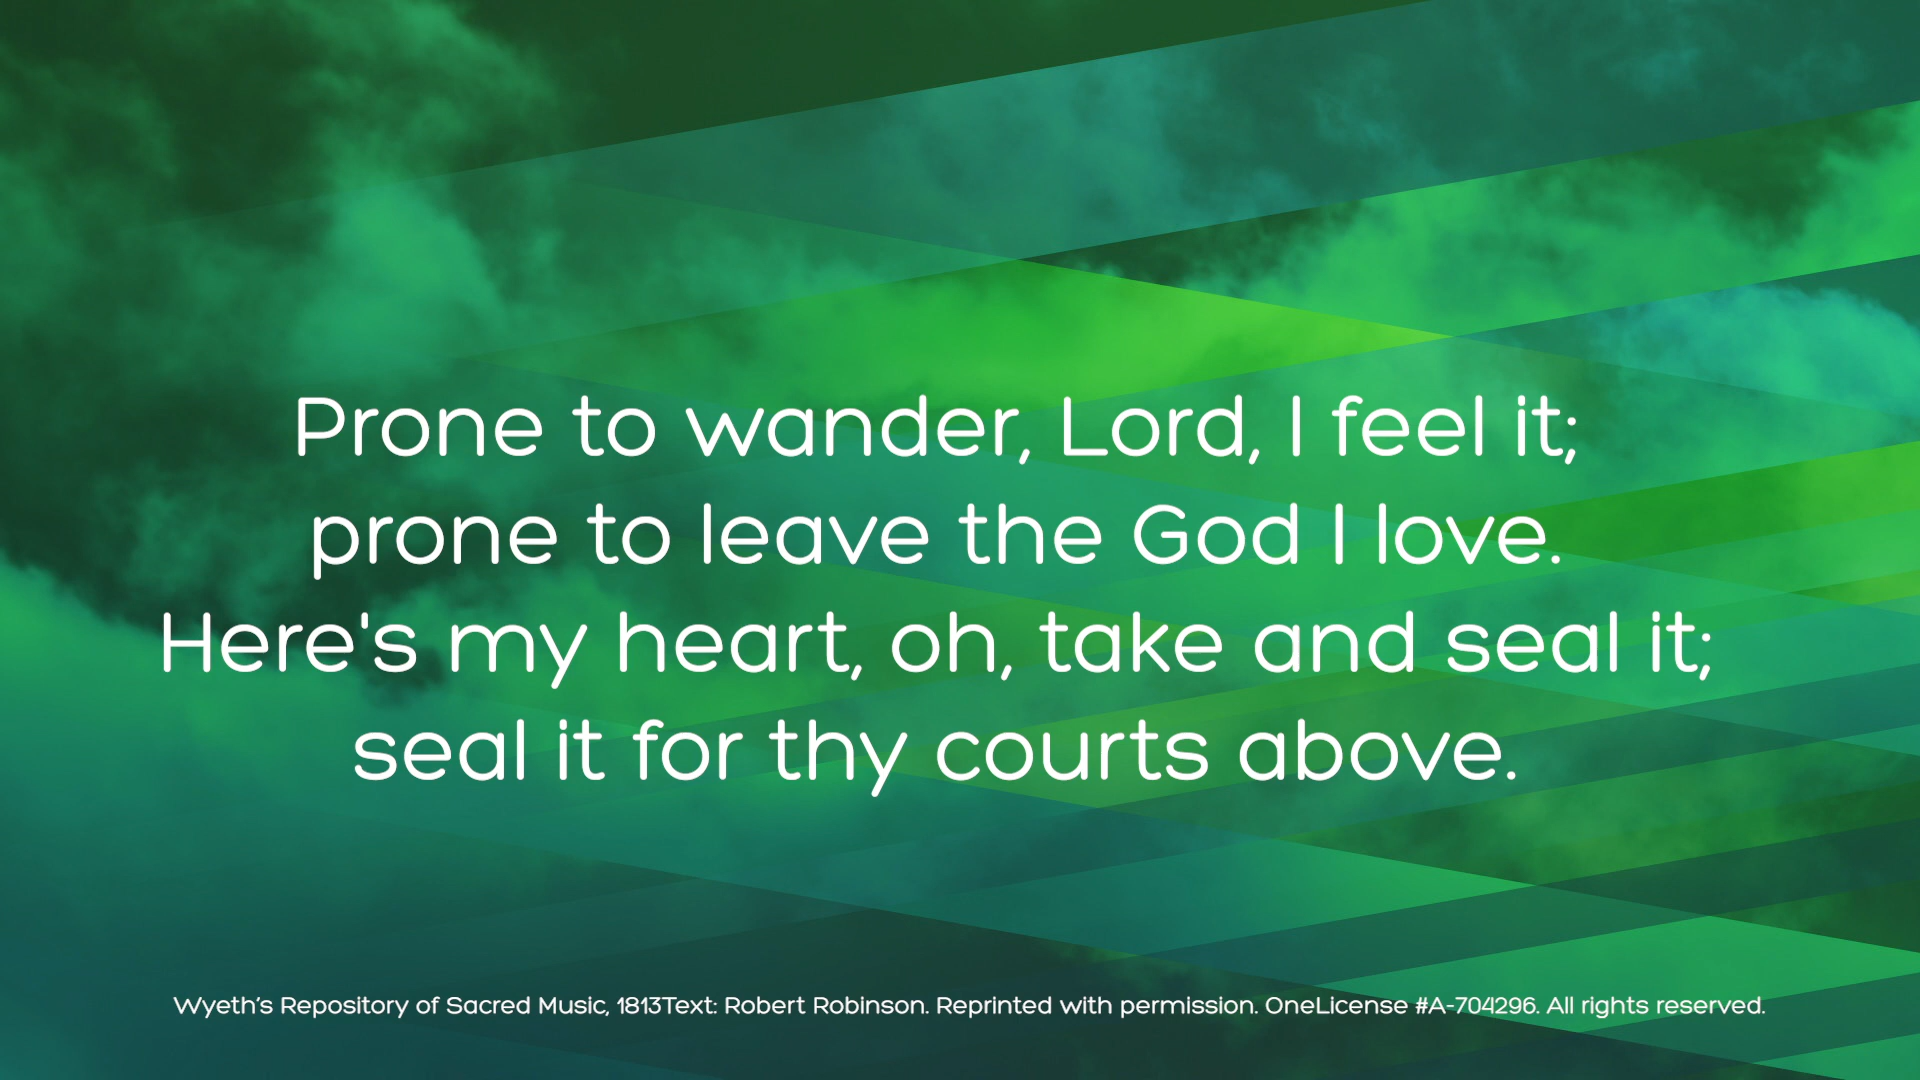 Prone to wander, Lord, I feel it;
prone to leave the God I love.
Here's my heart, oh, take and seal it;
seal it for thy courts above.
Wyeth’s Repository of Sacred Music, 1813Text: Robert Robinson. Reprinted with permission. OneLicense #A-704296. All rights reserved.